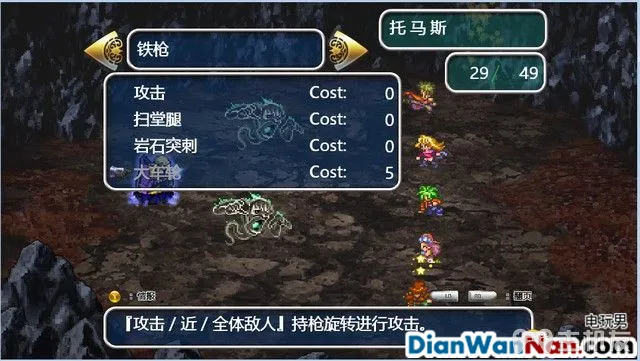 托马斯
铁枪
29 / 49
攻击 Cost: 0
扫堂腿 Cost: 0
岩石突刺 Cost: 0
大车轮 Cost: 5
『攻击 / 近 / 全体敌人』持枪旋转进行攻击。
电玩男
DianWanNan.com